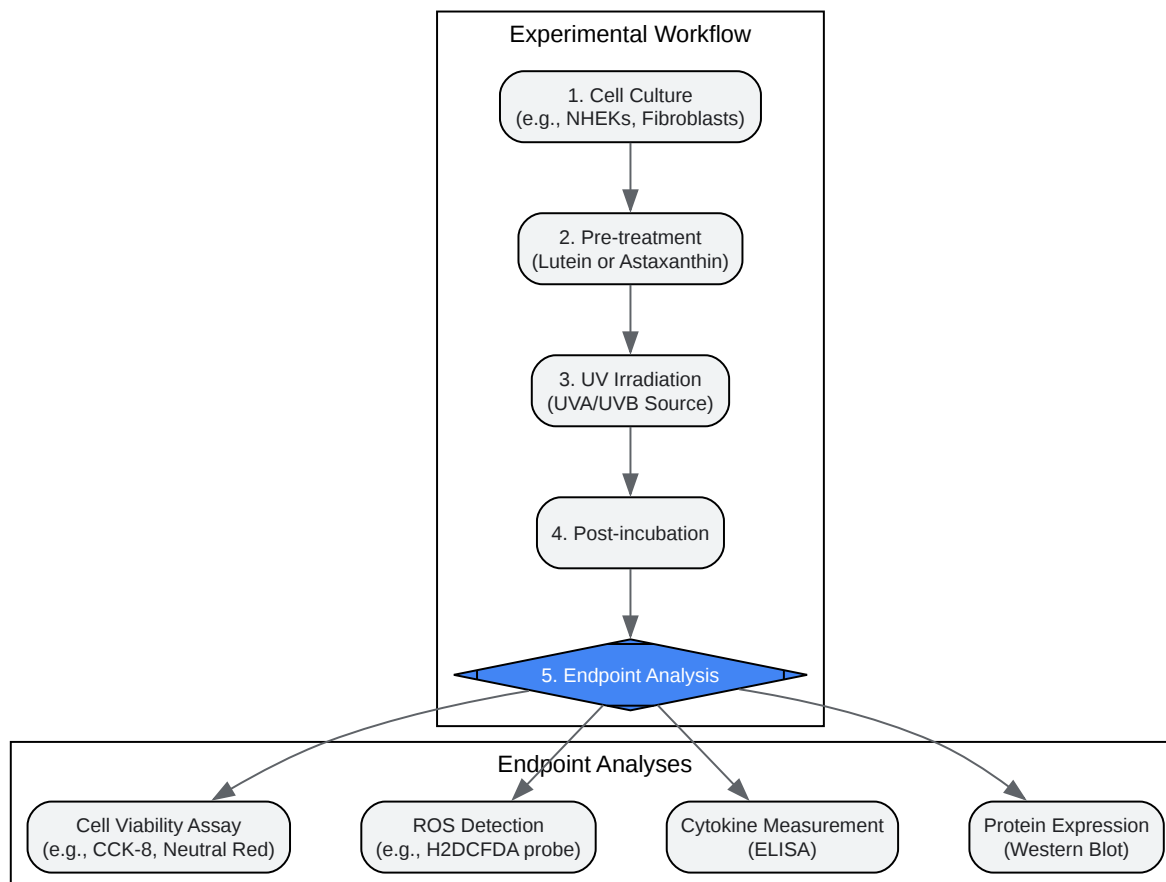 Experimental Workflow
1. Cell Culture
(e.g., NHEKs, Fibroblasts)
2. Pre-treatment
(Lutein or Astaxanthin)
3. UV Irradiation
(UVA/UVB Source)
4. Post-incubation
5. Endpoint Analysis
Endpoint Analyses
Cell Viability Assay
(e.g., CCK-8, Neutral Red)
ROS Detection
(e.g., H2DCFDA probe)
Cytokine Measurement
(ELISA)
Protein Expression
(Western Blot)